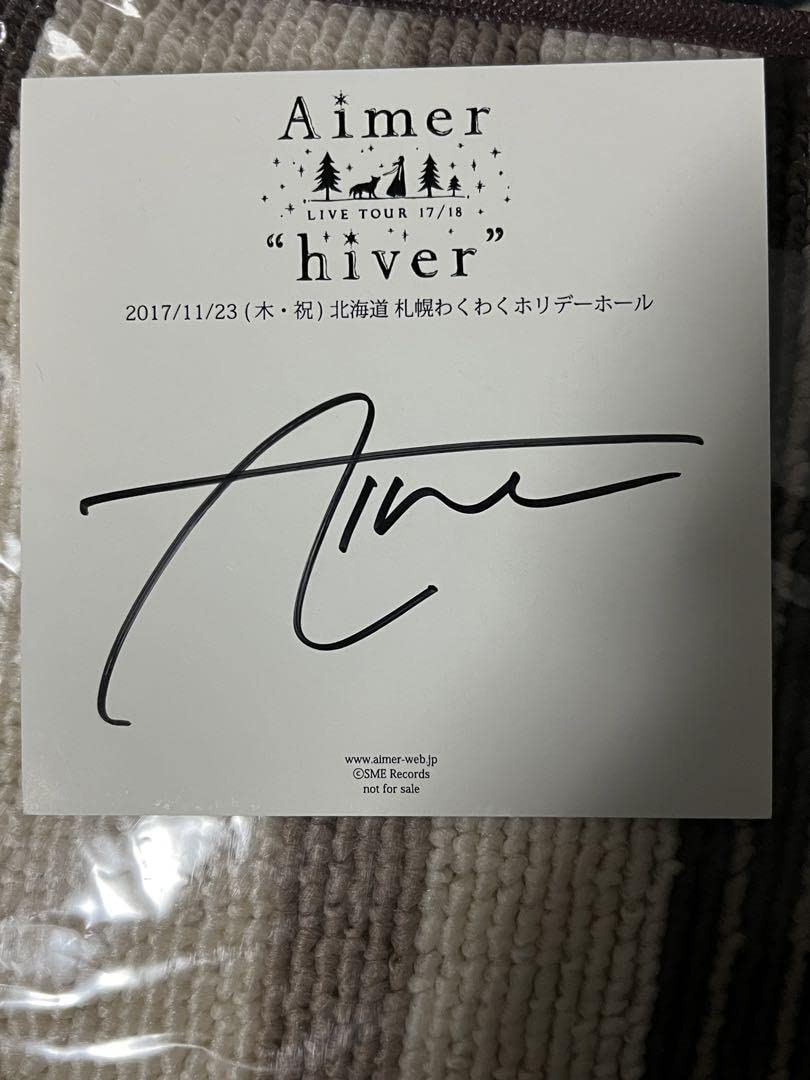 Aimer
LIVE TOUR 17/18
“hiver”
2017/11/23 (木・祝) 北海道 札幌わくわくホリデーホール
Aimer
www.aimer-web.jp
©SME Records
not for sale